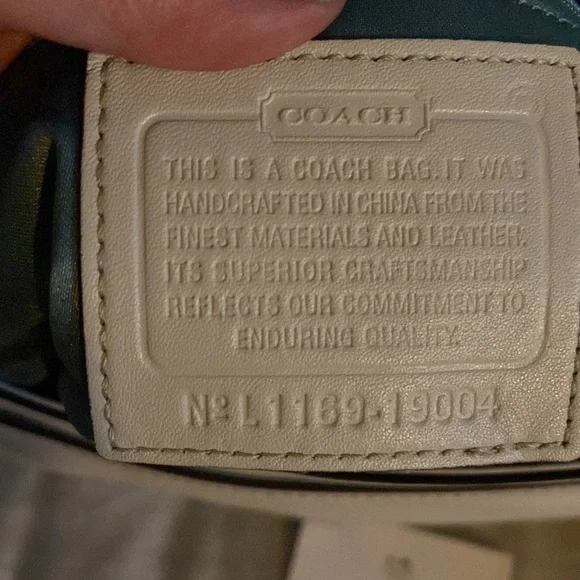 COACH
THIS IS A COACH BAG. IT WAS
HANDCRAFTED IN CHINA FROM THE
FINEST MATERIALS AND LEATHER.
ITS SUPERIOR CRAFTSMANSHIP
REFLECTS OUR COMMITMENT TO
ENDURING QUALITY.
Nº L1169-19004